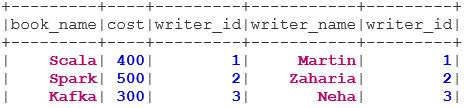 +---------+----+---------+-----------+---------+
|book_name|cost|writer_id|writer_name|writer_id|
+---------+----+---------+-----------+---------+
|    Scala| 400|        1|     Martin|        1|
|    Spark| 500|        2|    Zaharia|        2|
|    Kafka| 300|        3|       Neha|        3|